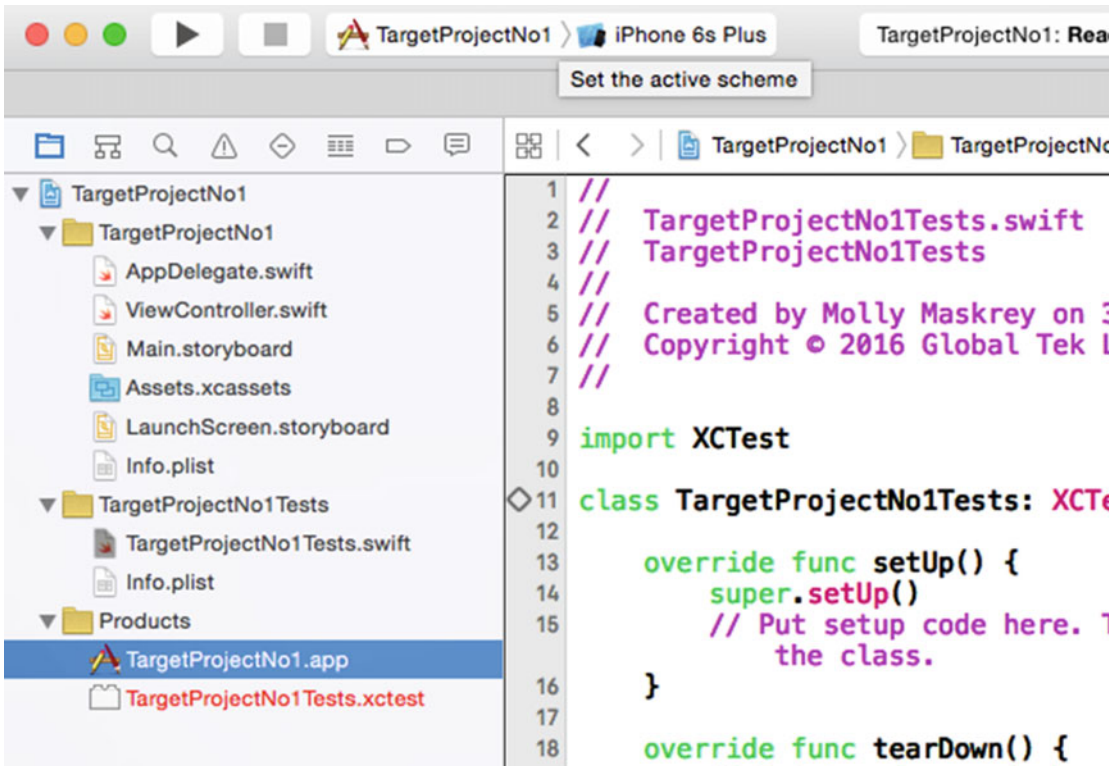 TargetProjectNo1 iPhone 6s Plus TargetProjectNo1:
Set the active scheme
TargetProjectNo1
TargetProjectNo1
TargetProjectNo1
AppDelegate.swift
ViewController.swift
Main.storyboard
Assets.xcassets
LaunchScreen.storyboard
Info.plist
TargetProjectNo1Tests
TargetProjectNo1Tests.swift
Info.plist
Products
TargetProjectNo1.app
TargetProjectNo1Tests.xctest
1 //
2 // TargetProjectNo1Tests.swift
3 // TargetProjectNo1Tests
4 //
5 // Created by Molly Maskrey on
6 // Copyright © 2016 Global Tek
7 //
8
9 import XCTest
10
11 class TargetProjectNo1Tests:
12
13 override func setUp() {
14 super.setUp()
15 // Put setup code here.
the class.
16 }
17
18 override func tearDown() {